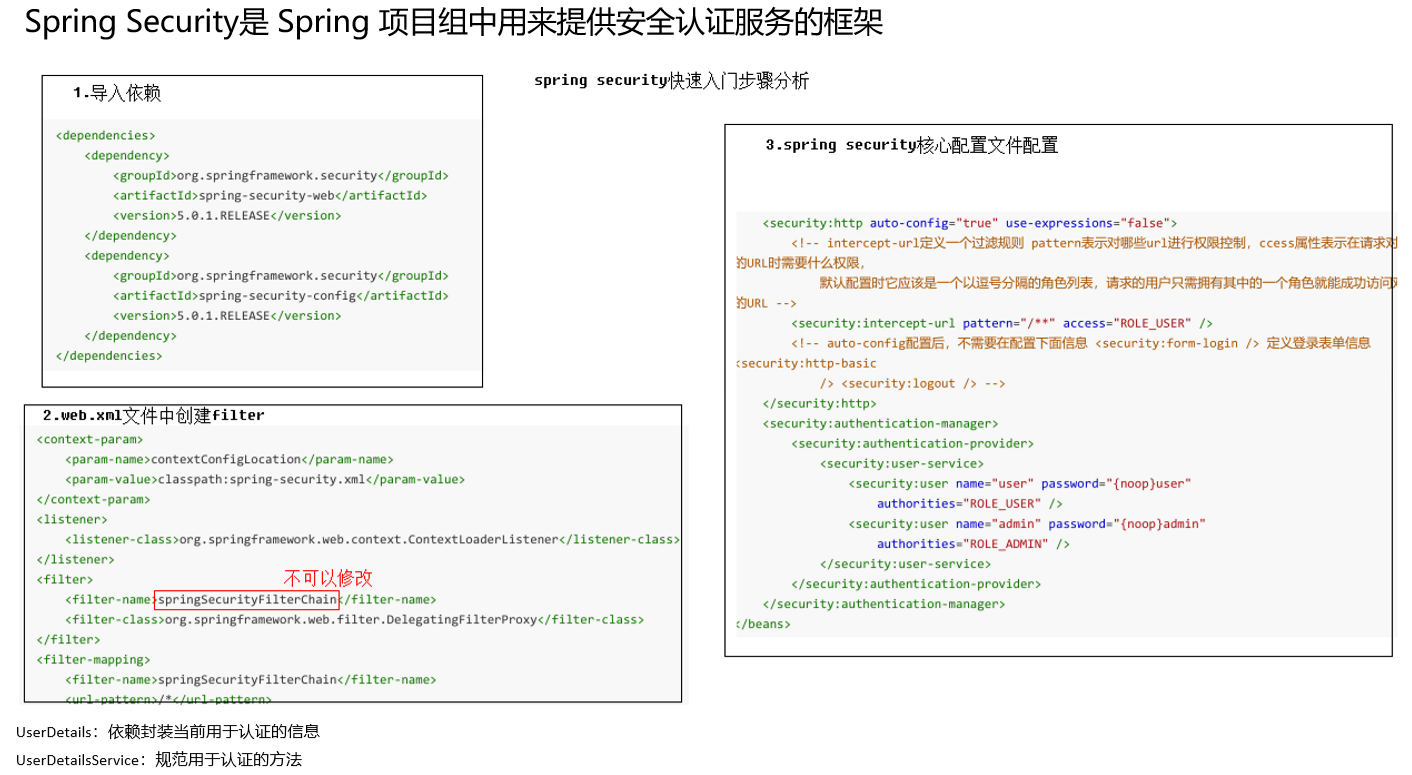 Spring Security是 Spring 项目组中用来提供安全认证服务的框架
spring security快速入门步骤分析
1.导入依赖
<dependencies>
<dependency>
<groupId>org.springframework.security</groupId>
<artifactId>spring-security-web</artifactId>
<version>5.0.1.RELEASE</version>
</dependency>
<dependency>
<groupId>org.springframework.security</groupId>
<artifactId>spring-security-config</artifactId>
<version>5.0.1.RELEASE</version>
</dependency>
</dependencies>
2.web.xml文件中创建filter
<context-param>
<param-name>contextConfigLocation</param-name>
<param-value>classpath:spring-security.xml</param-value>
</context-param>
<listener>
<listener-class>org.springframework.web.context.ContextLoaderListener</listener-class>
</listener>
<filter>
不可以修改
<filter-name>springSecurityFilterChain</filter-name>
<filter-class>org.springframework.web.filter.DelegatingFilterProxy</filter-class>
</filter>
<filter-mapping>
<filter-name>springSecurityFilterChain</filter-name>
<url-pattern>/*</url-pattern>
3.spring security核心配置文件配置
<security:http auto-config="true" use-expressions="false">
<!-- intercept-url定义一个过滤规则 pattern表示对哪些url进行权限控制，ccess属性表示在请求对
的URL时需要什么权限，
默认配置时它应该是一个以逗号分隔的角色列表，请求的用户只需拥有其中的一个角色就能成功访问对
的URL -->
<security:intercept-url pattern="/**" access="ROLE_USER" />
<!-- auto-config配置后，不需要在配置下面信息 <security:form-login /> 定义登录表单信息
<security:http-basic
/> <security:logout /> -->
</security:http>
<security:authentication-manager>
<security:authentication-provider>
<security:user-service>
<security:user name="user" password="{noop}user"
authorities="ROLE_USER" />
<security:user name="admin" password="{noop}admin"
authorities="ROLE_ADMIN" />
</security:user-service>
</security:authentication-provider>
</security:authentication-manager>
</beans>
UserDetails：依赖封装当前用于认证的信息
UserDetailsService：规范用于认证的方法